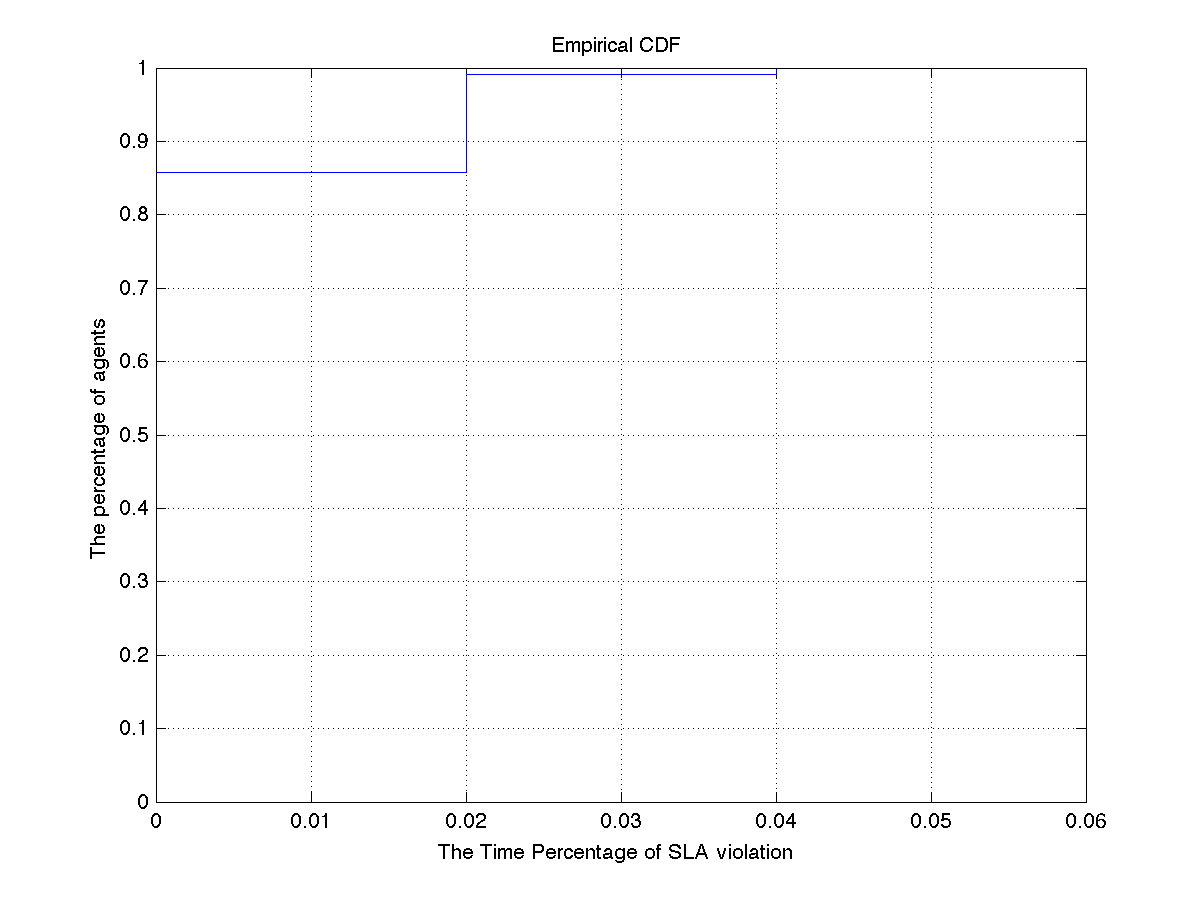 Empirical CDF
1
0.9
0.8
0.7
0.6
0.5
0.4
0.3
0.2
0.1
0
The percentage of agents
0 0.01 0.02 0.03 0.04 0.05 0.06
The Time Percentage of SLA violation